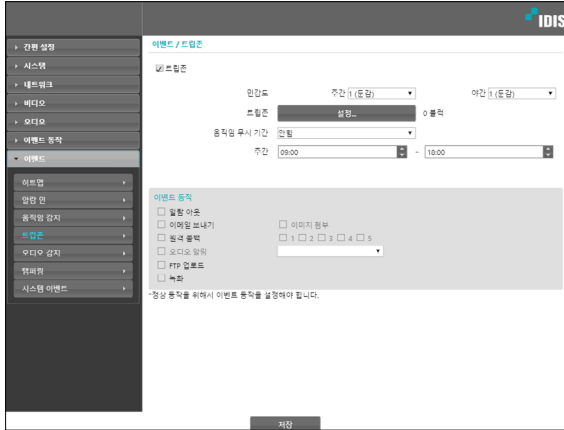 IDIS
간편 설정
시스템
네트워크
비디오
오디오
이벤트 동작
이벤트
히트맵
알람 인
움직임 감지
트립존
오디오 감지
탬퍼링
시스템 이벤트
이벤트 / 트립존
트립존
민감도 주간 1 (둔감) 야간 1 (둔감)
트립존 설정... 0 블럭
움직임 무시 기간 안함
주간 09:00 ~ 18:00
이벤트 동작
알람 아웃
이메일 보내기 이미지 첨부
원격 콜백 1 2 3 4 5
오디오 알림
FTP 업로드
녹화
*정상 동작을 위해서 이벤트 동작을 설정해야 합니다.
저장